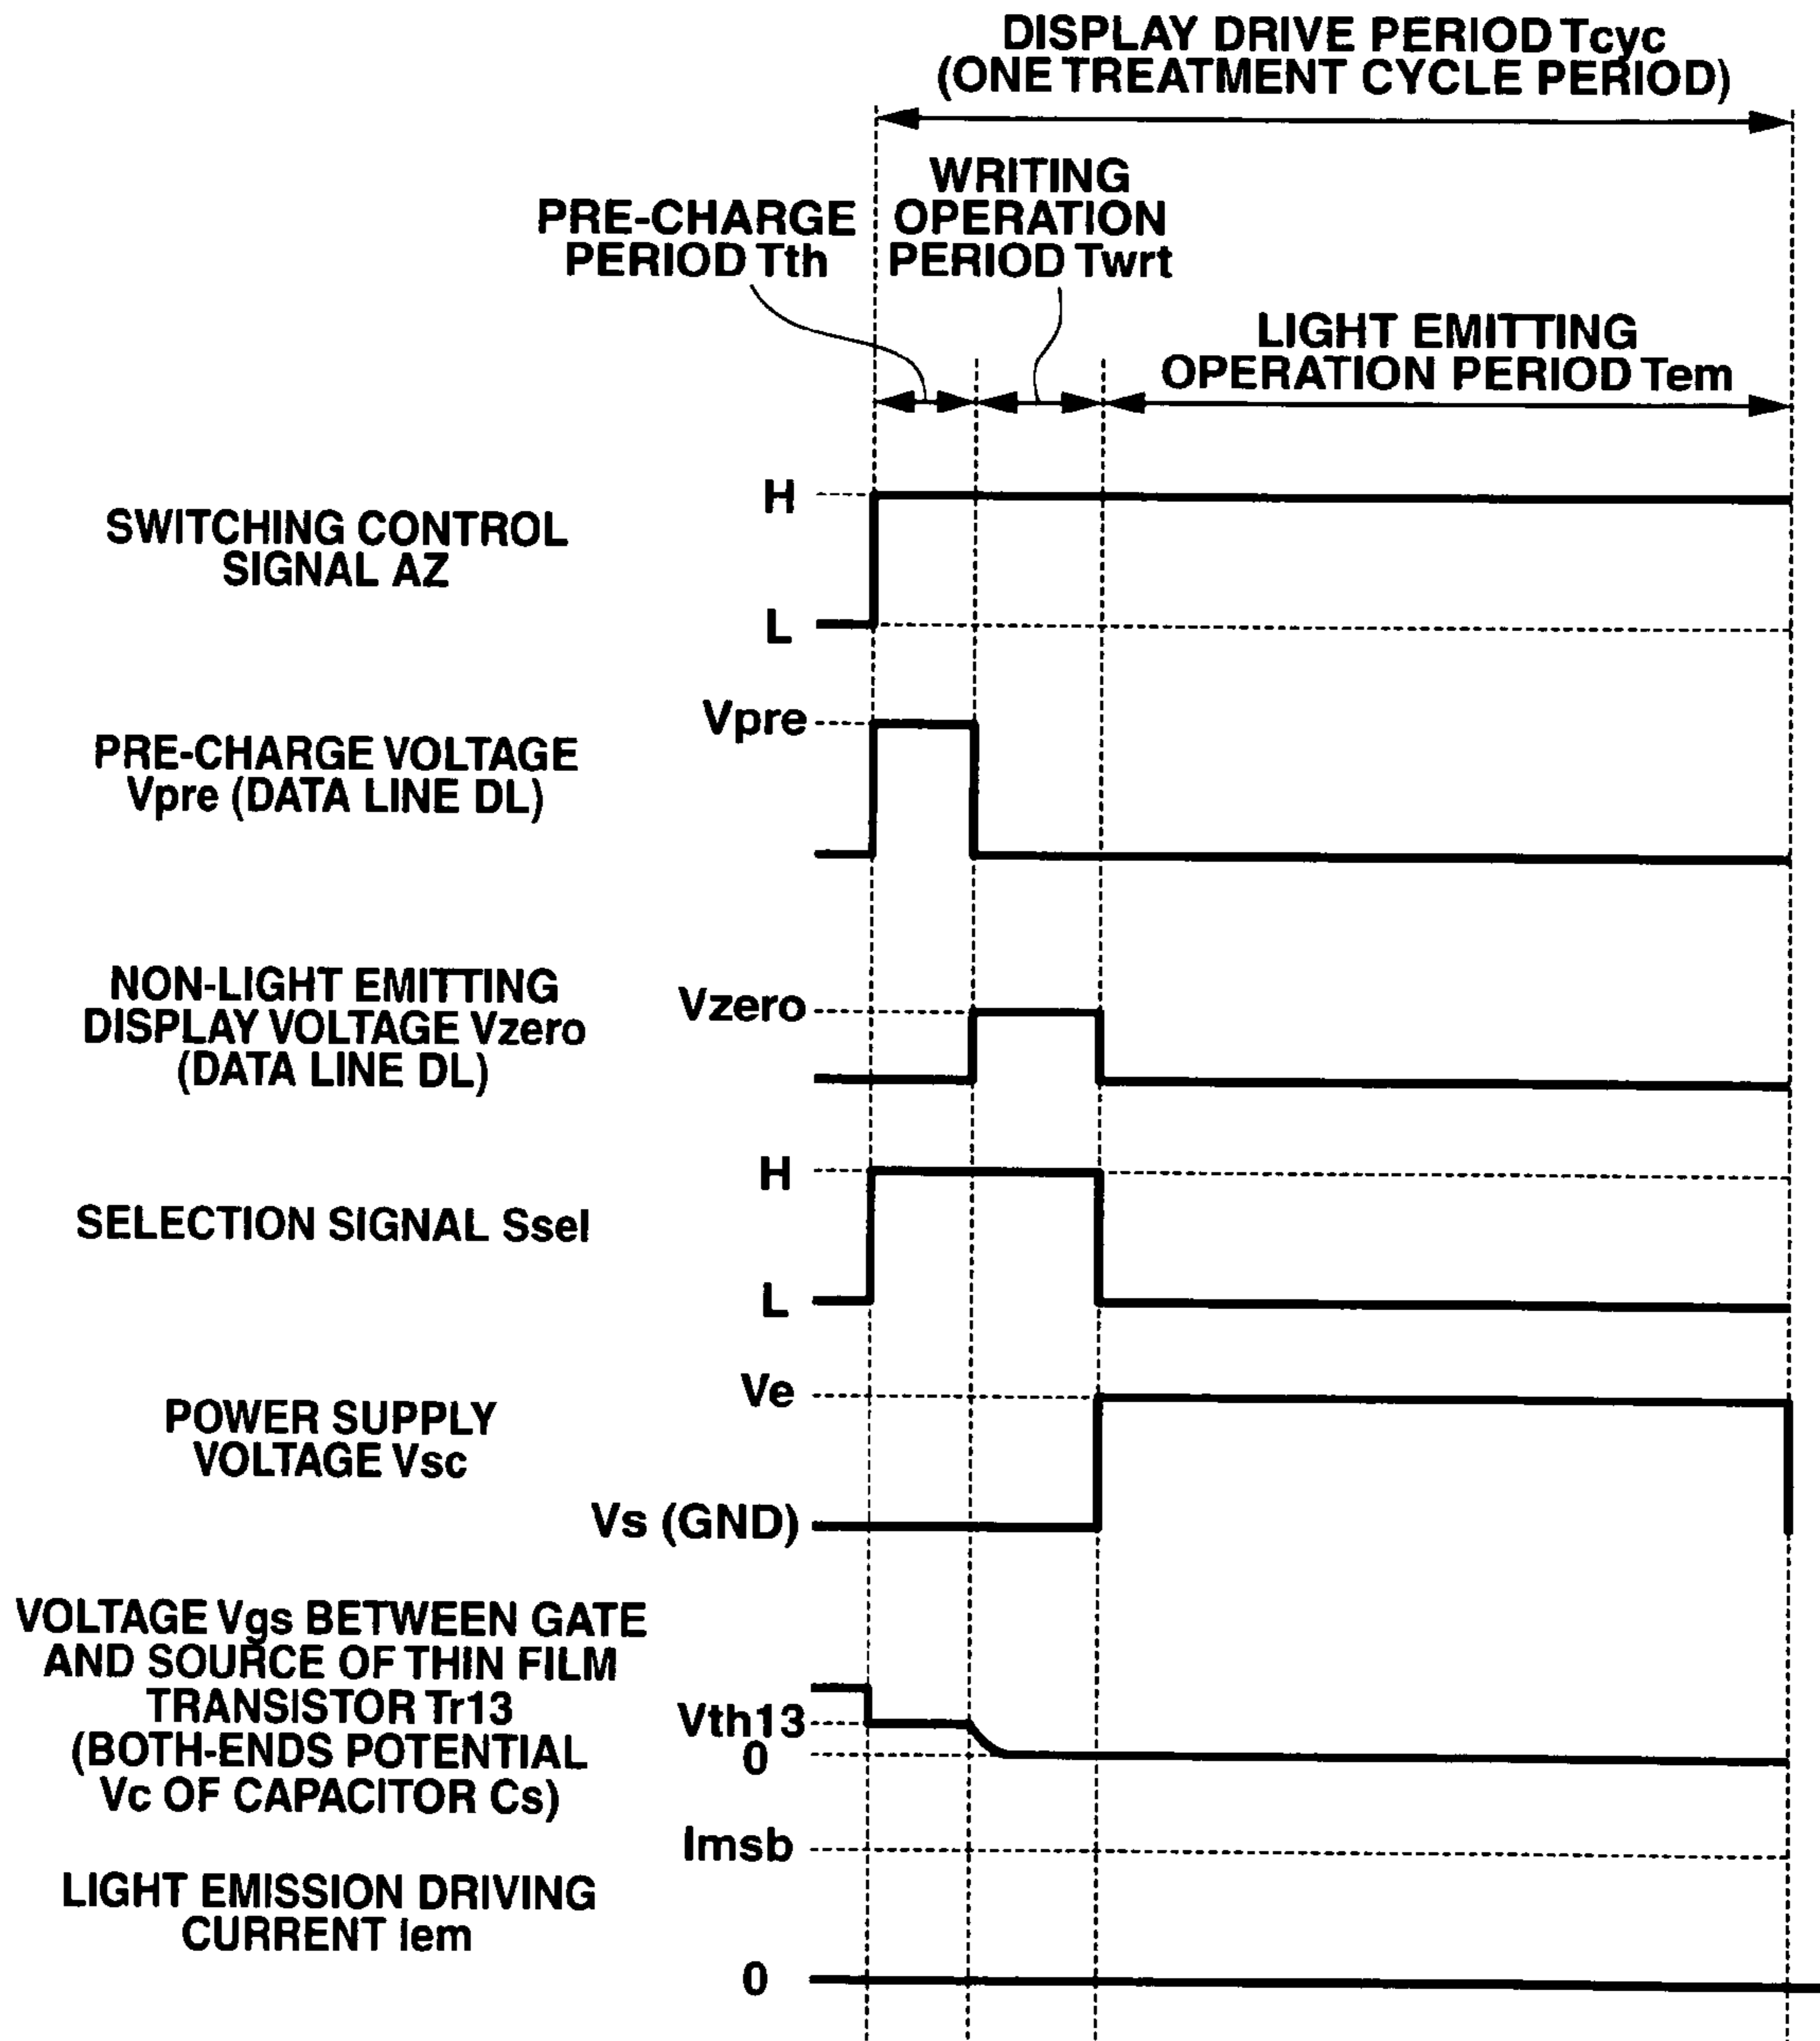 DISPLAY DRIVE PERIOD Tcyc
(ONE TREATMENT CYCLE PERIOD)
PRE-CHARGE
PERIOD Tth
WRITING
OPERATION
PERIOD Twrt
LIGHT EMITTING
OPERATION PERIOD Tem
SWITCHING CONTROL
SIGNAL AZ
H
L
PRE-CHARGE VOLTAGE
Vpre (DATA LINE DL)
Vpre
NON-LIGHT EMITTING
DISPLAY VOLTAGE Vzero
(DATA LINE DL)
Vzero
SELECTION SIGNAL Ssel
H
L
POWER SUPPLY
VOLTAGE Vsc
Ve
Vs (GND)
VOLTAGE Vgs BETWEEN GATE
AND SOURCE OF THIN FILM
TRANSISTOR Tr13
(BOTH-ENDS POTENTIAL
Vc OF CAPACITOR Cs)
Vth13
0
LIGHT EMISSION DRIVING
CURRENT Iem
Imsb
0